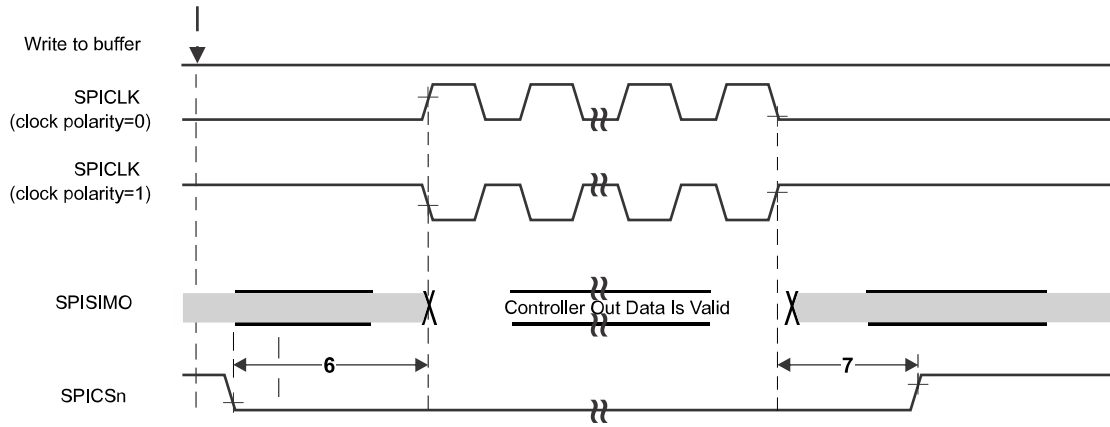 Write to buffer
SPICLK
(clock polarity=0)
SPICLK
(clock polarity=1)
SPISIMO
Controller Out Data Is Valid
6
7
SPICSn